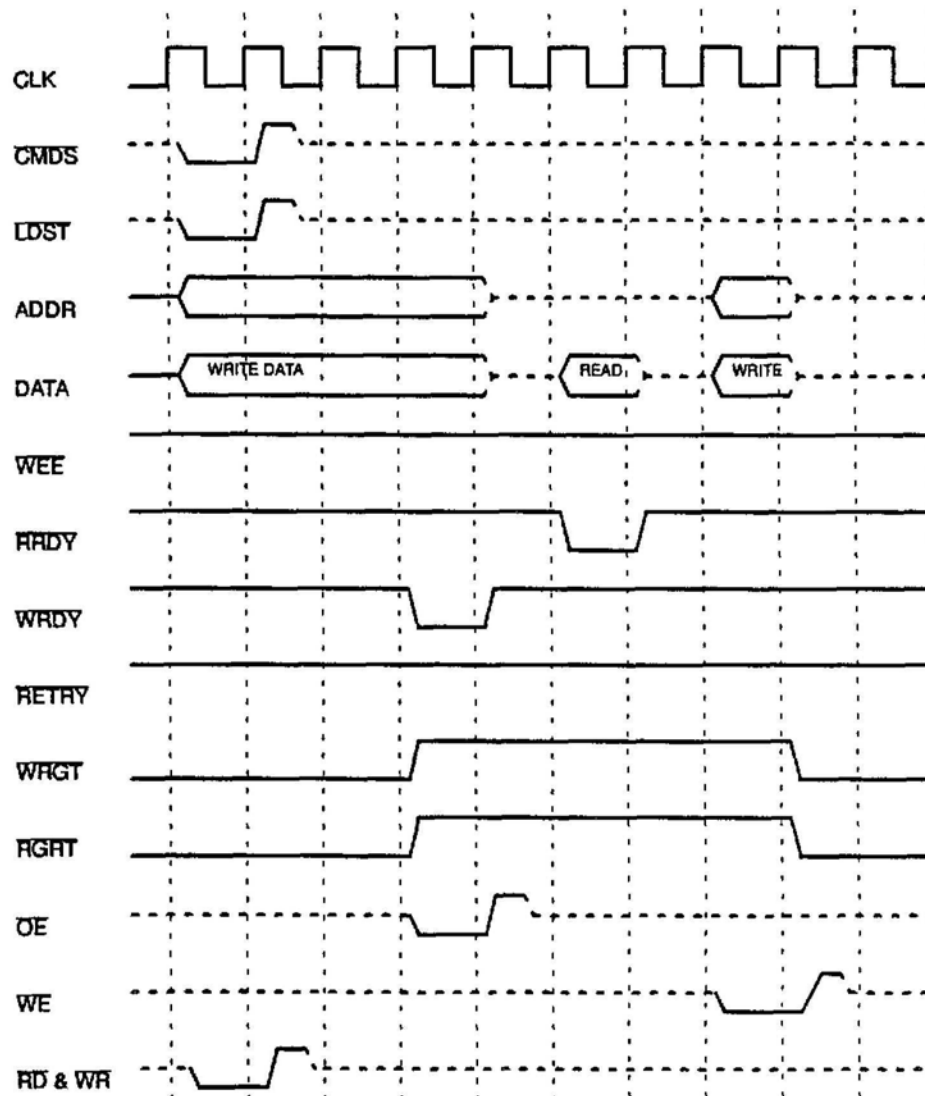 CLK
CMDS
LDST
ADDR
DATA WRITE DATA READ WRITE
WEE
RRDY
WRDY
RETRY
WRGT
RGRT
OE
WE
RD & WR